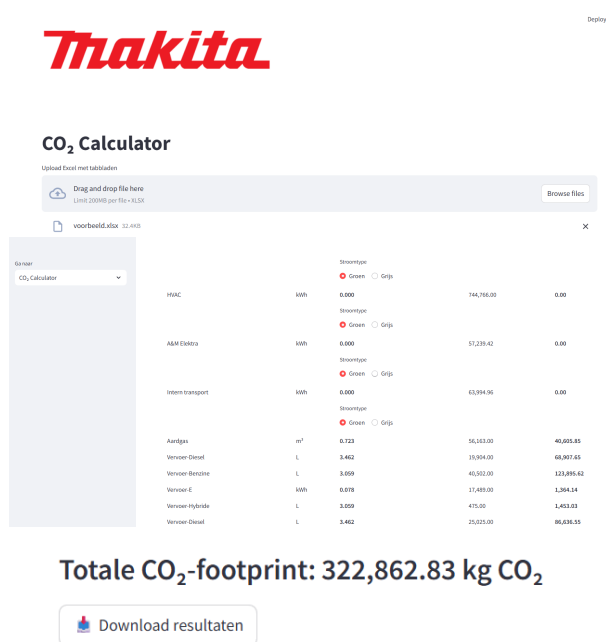 Deploy
Makita
CO₂ Calculator
Upload Excel met tabbladen
Drag and drop file here
Limit 200MB per file • XLSX
Browse files
voorbeeld.xlsx 32.4KB
Ga naar
CO₂ Calculator
Stroomtype
Groen Grijs
HVAC kWh 0.000 744,766.00 0.00
Stroomtype
Groen Grijs
A&M Elektra kWh 0.000 57,239.42 0.00
Stroomtype
Groen Grijs
Intern transport kWh 0.000 63,994.96 0.00
Stroomtype
Groen Grijs
Aardgas m³ 0.723 56,163.00 40,605.85
Vervoer-Diesel L 3.462 19,904.00 68,907.65
Vervoer-Benzine L 3.059 40,502.00 123,895.62
Vervoer-E kWh 0.078 17,489.00 1,364.14
Vervoer-Hybride L 3.059 475.00 1,453.03
Vervoer-Diesel L 3.462 25,025.00 86,636.55
Totale CO₂-footprint: 322,862.83 kg CO₂
Download resultaten